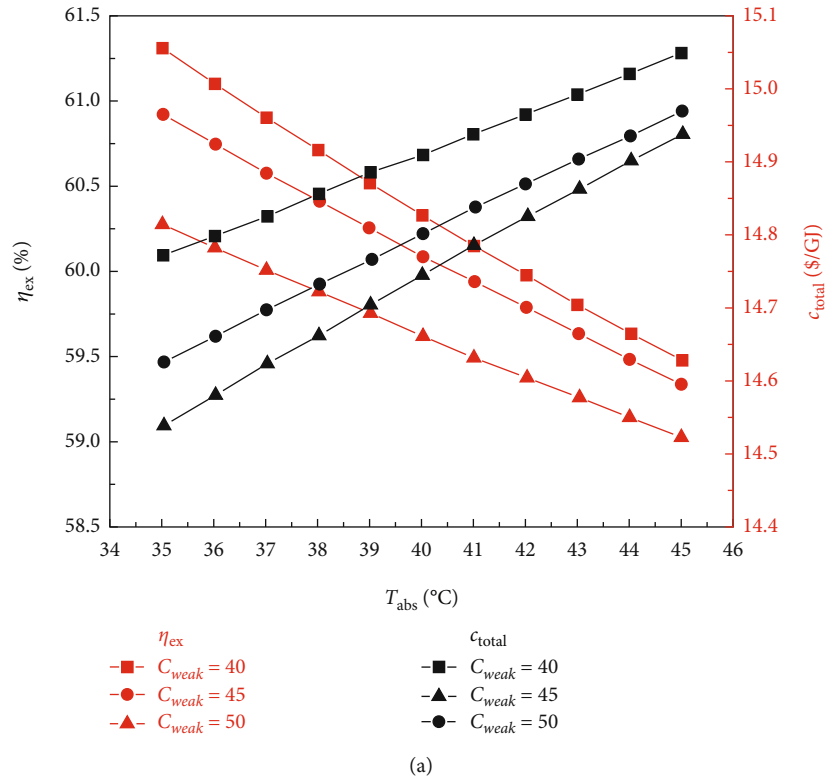 61.5
61.0
60.5
60.0
59.5
59.0
58.5
η_ex (%)
15.1
15.0
14.9
14.8
14.7
14.6
14.5
14.4
c_total ($/GJ)
34 35 36 37 38 39 40 41 42 43 44 45 46
T_abs (°C)
η_ex
C_weak = 40
C_weak = 45
C_weak = 50
c_total
C_weak = 40
C_weak = 45
C_weak = 50
(a)